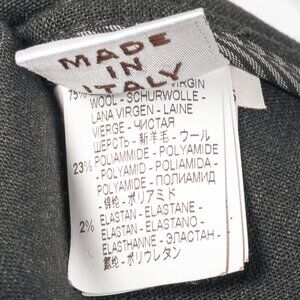 MADE
IN
ITALY
75% VIRGIN
WOOL - SCHURWOLLE -
LANA VIRGEN - LAINE
VIERGE - ЧИСТАЯ
ШЕРСТЬ - 新羊毛 - ウール
23% POLIAMMIDE - POLYAMID
- POLYAMID - POLIAMIDA -
POLYAMIDE - ПОЛИАМИД
- 锦纶 - ポリアミド
2% ELASTAN - ELASTANE -
ELASTAN - ELASTANO -
ELASTHANNE - ЭЛАСТАН -
氨纶 - ポリウレタン